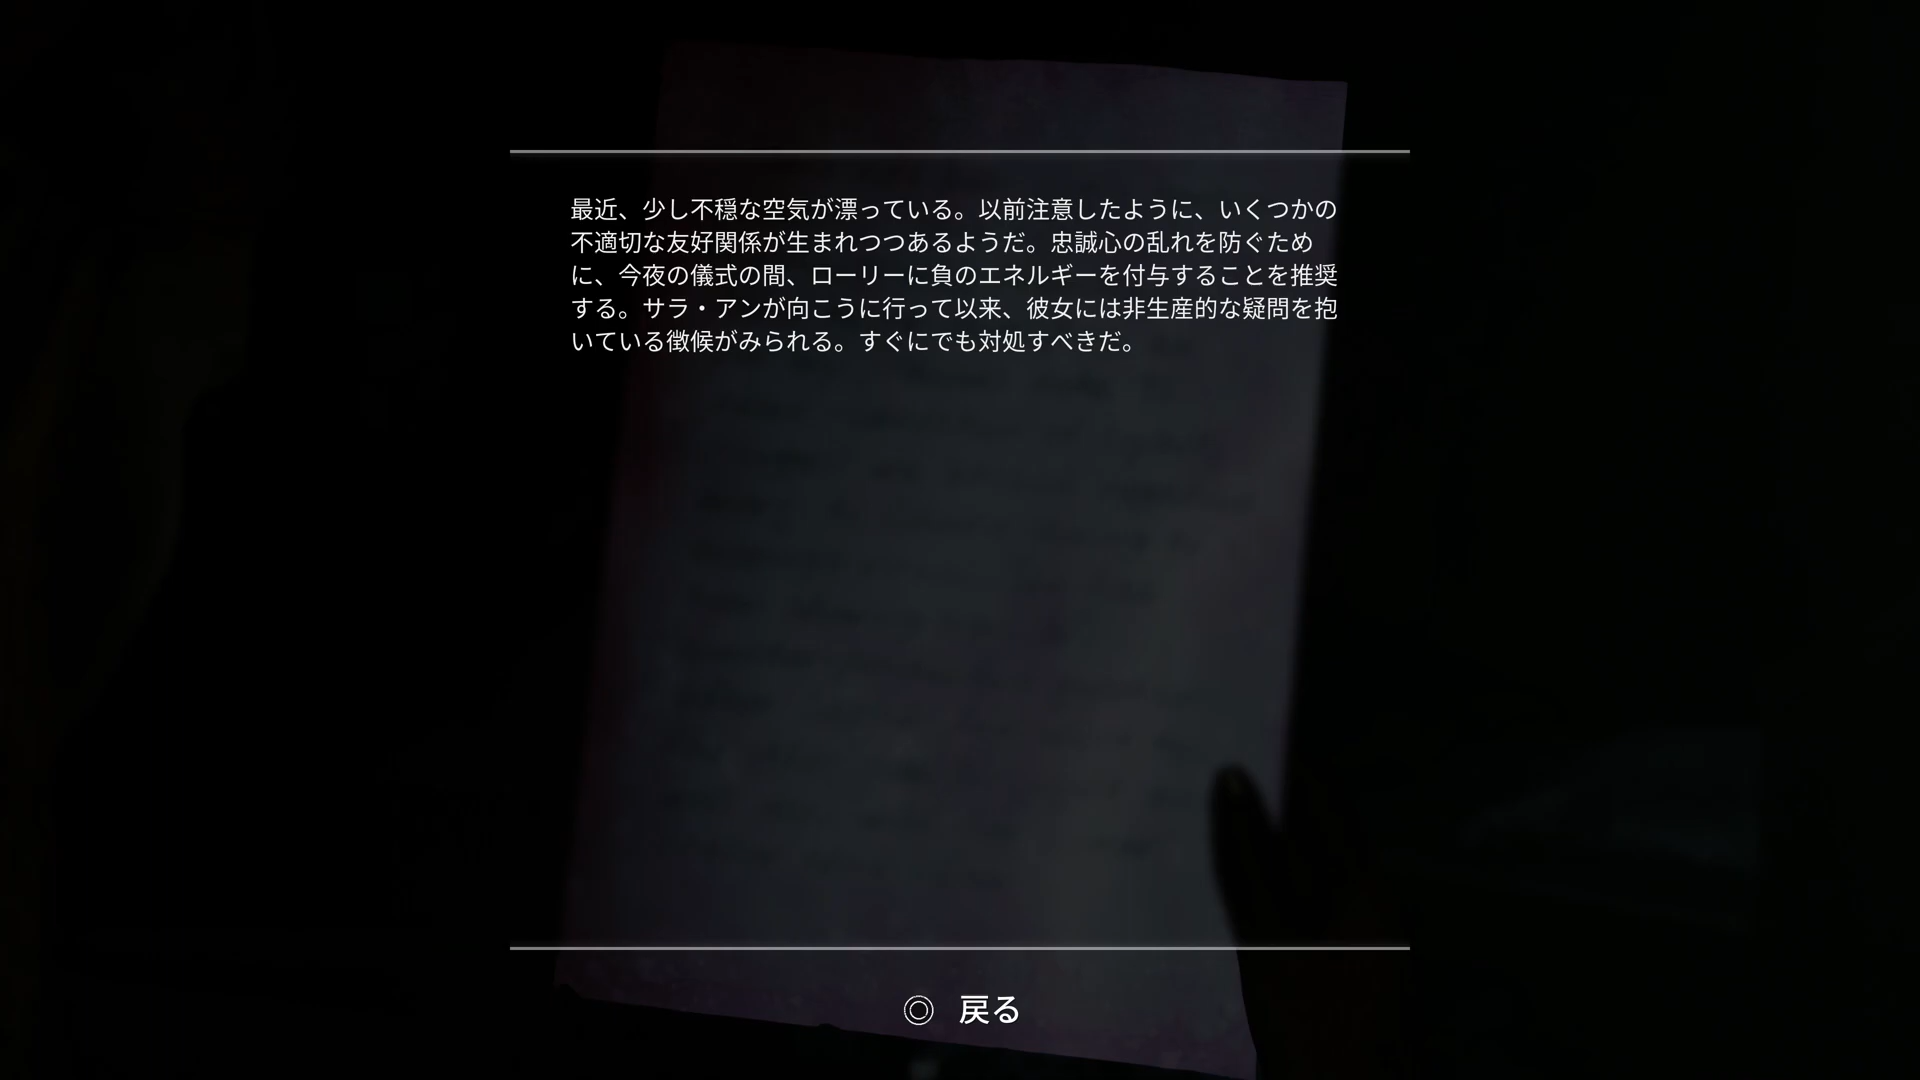 最近、少し不穏な空気が漂っている。以前注意したように、いくつかの
不適切な友好関係が生まれつつあるようだ。忠誠心の乱れを防ぐため
に、今夜の儀式の間、ローリーに負のエネルギーを付与することを推奨
する。サラ・アンが向こうに行って以来、彼女には非生産的な疑問を抱
いている徴候がみられる。すぐにでも対処すべきだ。
戻る